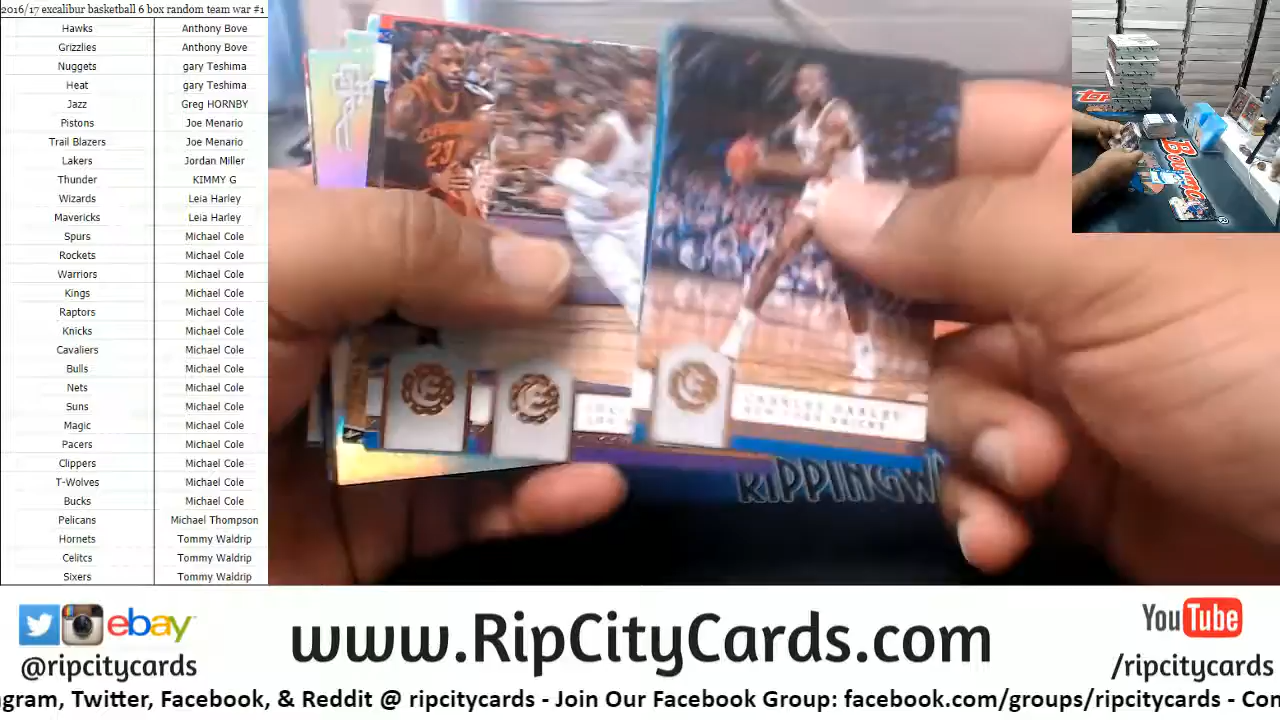 2016/17 excalibur basketball 6 box random team war #1
Hawks Anthony Bove
Grizzlies Anthony Bove
Nuggets gary Teshima
Heat gary Teshima
Jazz Greg HORNBY
Pistons Joe Menario
Trail Blazers Joe Menario
Lakers Jordan Miller
Thunder KIMMY G
Wizards Leia Harley
Mavericks Leia Harley
Spurs Michael Cole
Rockets Michael Cole
Warriors Michael Cole
Kings Michael Cole
Raptors Michael Cole
Knicks Michael Cole
Cavaliers Michael Cole
Bulls Michael Cole
Nets Michael Cole
Suns Michael Cole
Magic Michael Cole
Pacers Michael Cole
Clippers Michael Cole
T-Wolves Michael Cole
Bucks Michael Cole
Pelicans Michael Thompson
Hornets Tommy Waldrip
Celitcs Tommy Waldrip
Sixers Tommy Waldrip
23
CHARLES OAKLEY
NEW YORK KNICKS
RIPPINGW
ebay
@ripcitycards
www.RipCityCards.com
YouTube
/ripcitycards
agram, Twitter, Facebook, & Reddit @ ripcitycards - Join Our Facebook Group: facebook.com/groups/ripcitycards - Con